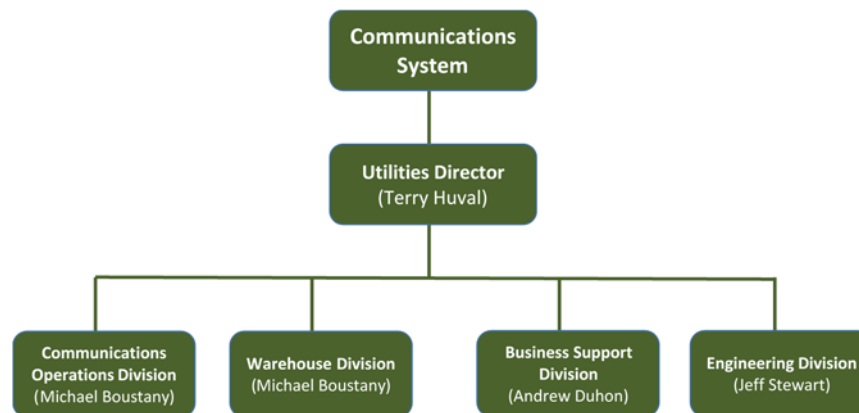 Communications
System
Utilities Director
(Terry Huval)
Communications
Operations Division
(Michael Boustany)
Warehouse Division
(Michael Boustany)
Business Support
Division
(Andrew Duhon)
Engineering Division
(Jeff Stewart)